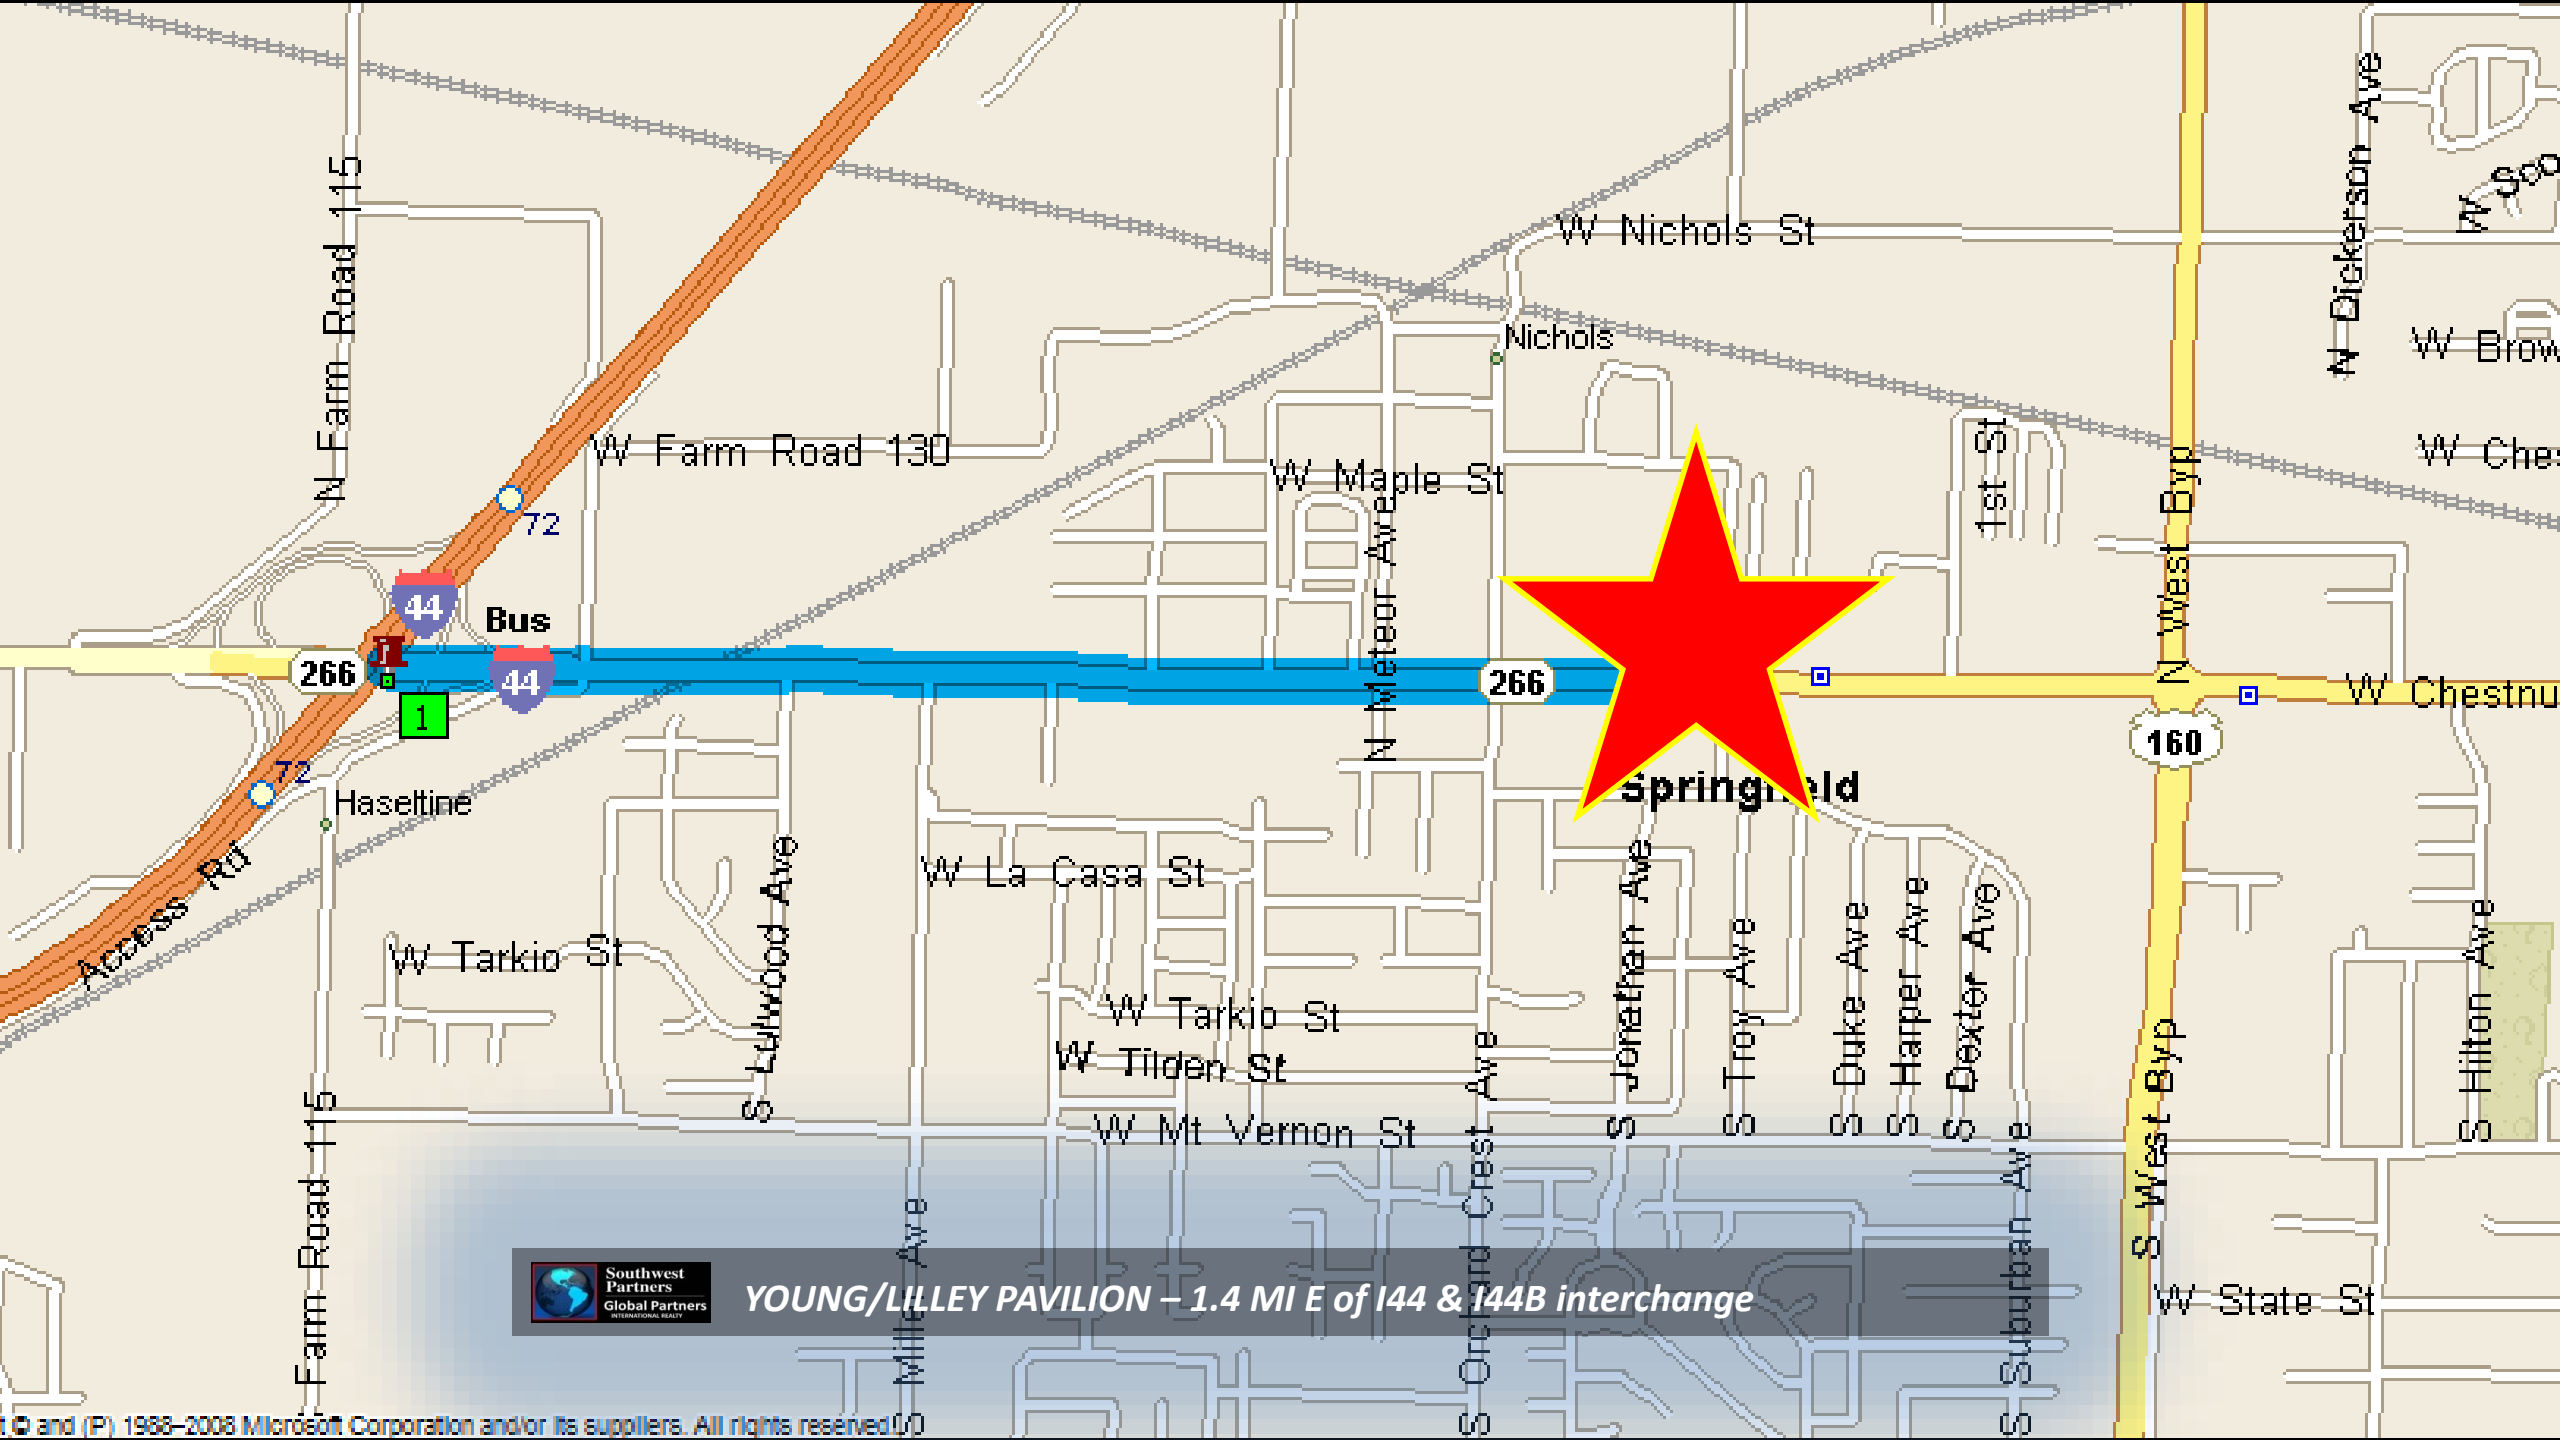 N Farm Road 115
N Dickerson Ave
W Spo
W Nichols St
Nichols
W Brow
W Farm Road 130
W Maple St
1st St
W Ches
N West Byp
72
44
Bus
N Meteor Ave
266
44
266
1
W Chestnu
160
72
Haseltine
Springfield
Access Rd
W La Casa St
S Lulwood Ave
W Tarkio St
W Tarkio St
W Tilden St
W Mt Vernon St
S Jonathan Ave
S Troy Ave
S Duke Ave
S Harper Ave
S Dexter Ave
S Hilton Ave
S Farm Road 115
S Miller Ave
S Orchard Crest Ave
S Suburban Ave
S West Byp
W State St
Southwest
Partners
Global Partners
INTERNATIONAL REALTY
YOUNG/LILLEY PAVILION – 1.4 MI E of I44 & I44B interchange
t © and (P) 1988–2008 Microsoft Corporation and/or its suppliers. All rights reserved.